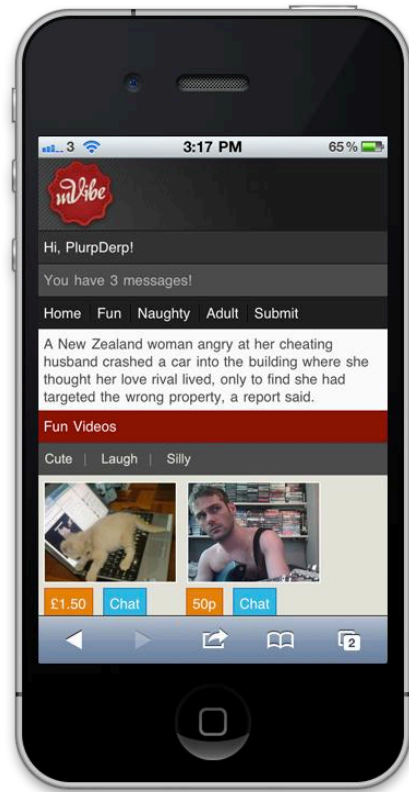 3
3:17 PM
65%
mVibe
Hi, PlurpDerp!
You have 3 messages!
Home Fun Naughty Adult Submit
A New Zealand woman angry at her cheating
husband crashed a car into the building where she
thought her love rival lived, only to find she had
targeted the wrong property, a report said.
Fun Videos
Cute | Laugh | Silly
£1.50 Chat 50p Chat
2